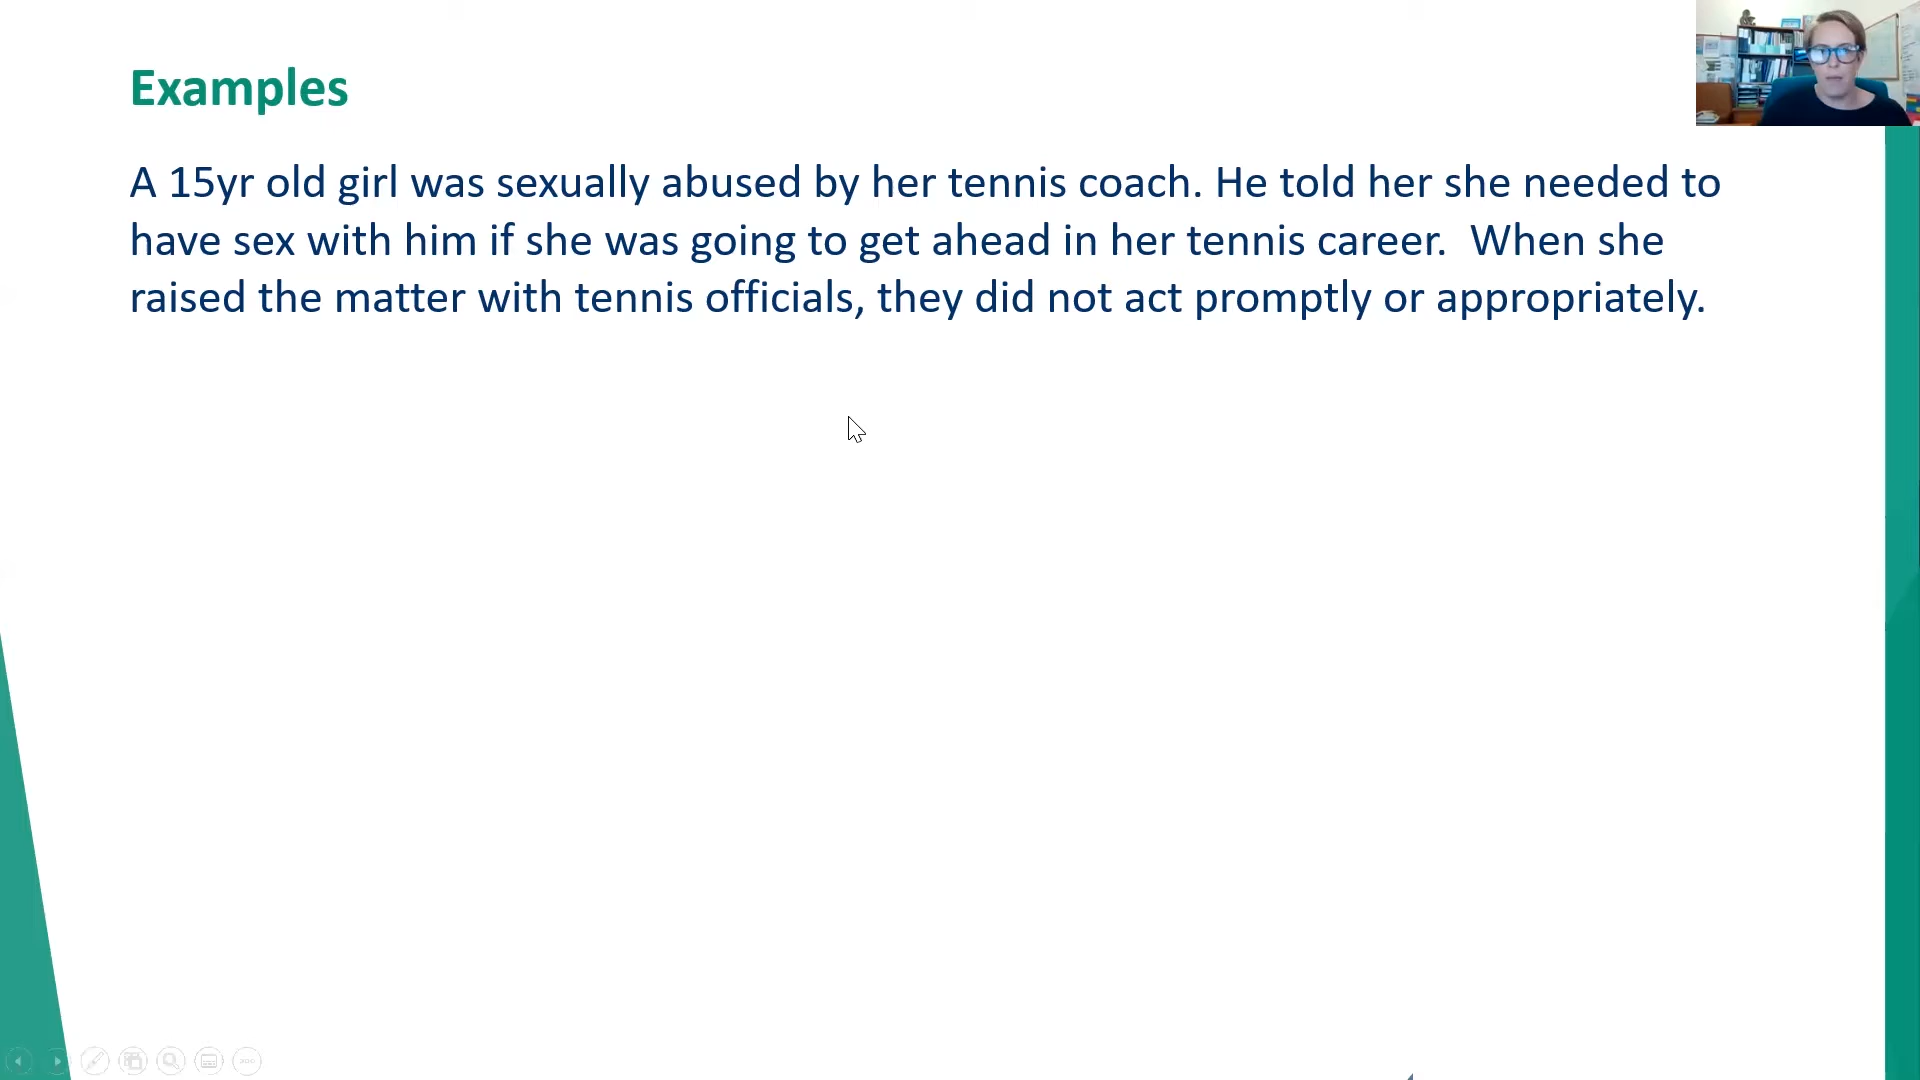 Examples
A 15yr old girl was sexually abused by her tennis coach. He told her she needed to
have sex with him if she was going to get ahead in her tennis career.  When she
raised the matter with tennis officials, they did not act promptly or appropriately.